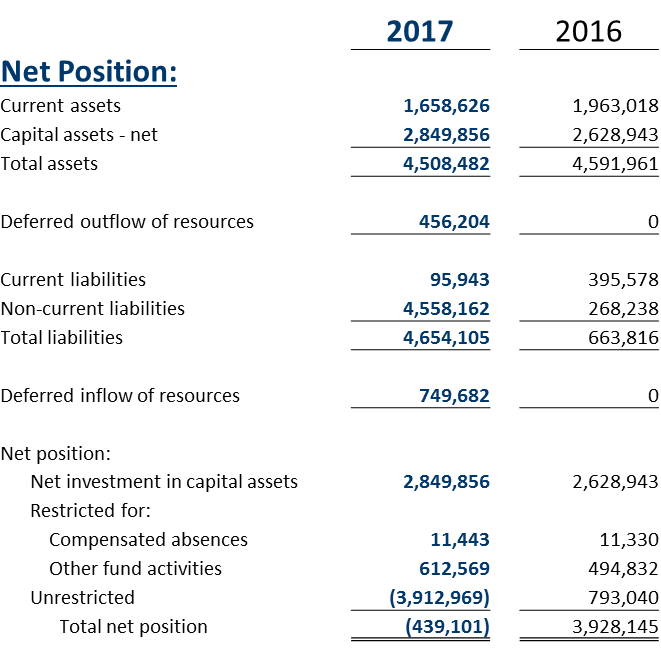 2017 2016
Net Position:
Current assets 1,658,626 1,963,018
Capital assets - net 2,849,856 2,628,943
Total assets 4,508,482 4,591,961
Deferred outflow of resources 456,204 0
Current liabilities 95,943 395,578
Non-current liabilities 4,558,162 268,238
Total liabilities 4,654,105 663,816
Deferred inflow of resources 749,682 0
Net position:
Net investment in capital assets 2,849,856 2,628,943
Restricted for:
Compensated absences 11,443 11,330
Other fund activities 612,569 494,832
Unrestricted (3,912,969) 793,040
Total net position (439,101) 3,928,145